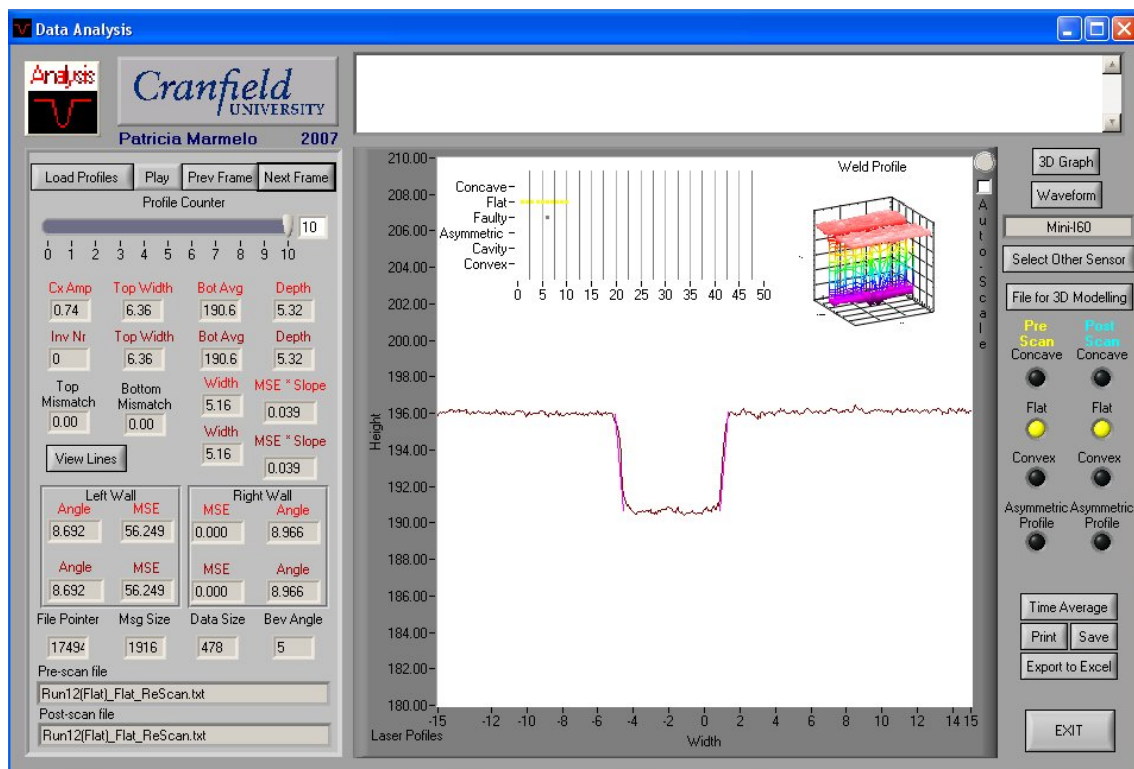 Data Analysis
Analysis
Cranfield
UNIVERSITY
Patricia Marmelo 2007
Load Profiles Play Prev Frame Next Frame
Profile Counter
10
0 1 2 3 4 5 6 7 8 9 10
Cx Amp Top Width Bot Avg Depth
0.74 6.36 190.6 5.32
Inv Nr Top Width Bot Avg Depth
0 6.36 190.6 5.32
Top Mismatch Bottom Mismatch Width MSE * Slope
0.00 0.00 5.16 0.039
Width MSE * Slope
View Lines 5.16 0.039
Left Wall Right Wall
Angle MSE MSE Angle
8.692 56.249 0.000 8.966
Angle MSE MSE Angle
8.692 56.249 0.000 8.966
File Pointer Msg Size Data Size Bev Angle
17494 1916 478 5
Pre-scan file
Run12(Flat)_Flat_ReScan.txt
Post-scan file
Run12(Flat)_Flat_ReScan.txt
210.00
208.00
206.00
204.00
202.00
200.00
198.00
196.00
194.00
192.00
190.00
188.00
186.00
184.00
182.00
180.00
Height
-15 -14 -12 -10 -8 -6 -4 -2 0 2 4 6 8 10 12 14 15
Width
Laser Pofiles
Concave
Flat
Faulty
Asymmetric
Cavity
Convex
0 5 10 15 20 25 30 35 40 45 50
Weld Profile
Auto-Scale
3D Graph
Waveform
Mini-I60
Select Other Sensor
File for 3D Modelling
Pre Scan Post Scan
Concave Concave
Flat Flat
Convex Convex
Asymmetric Profile Asymmetric Profile
Time Average
Print Save
Export to Excel
EXIT